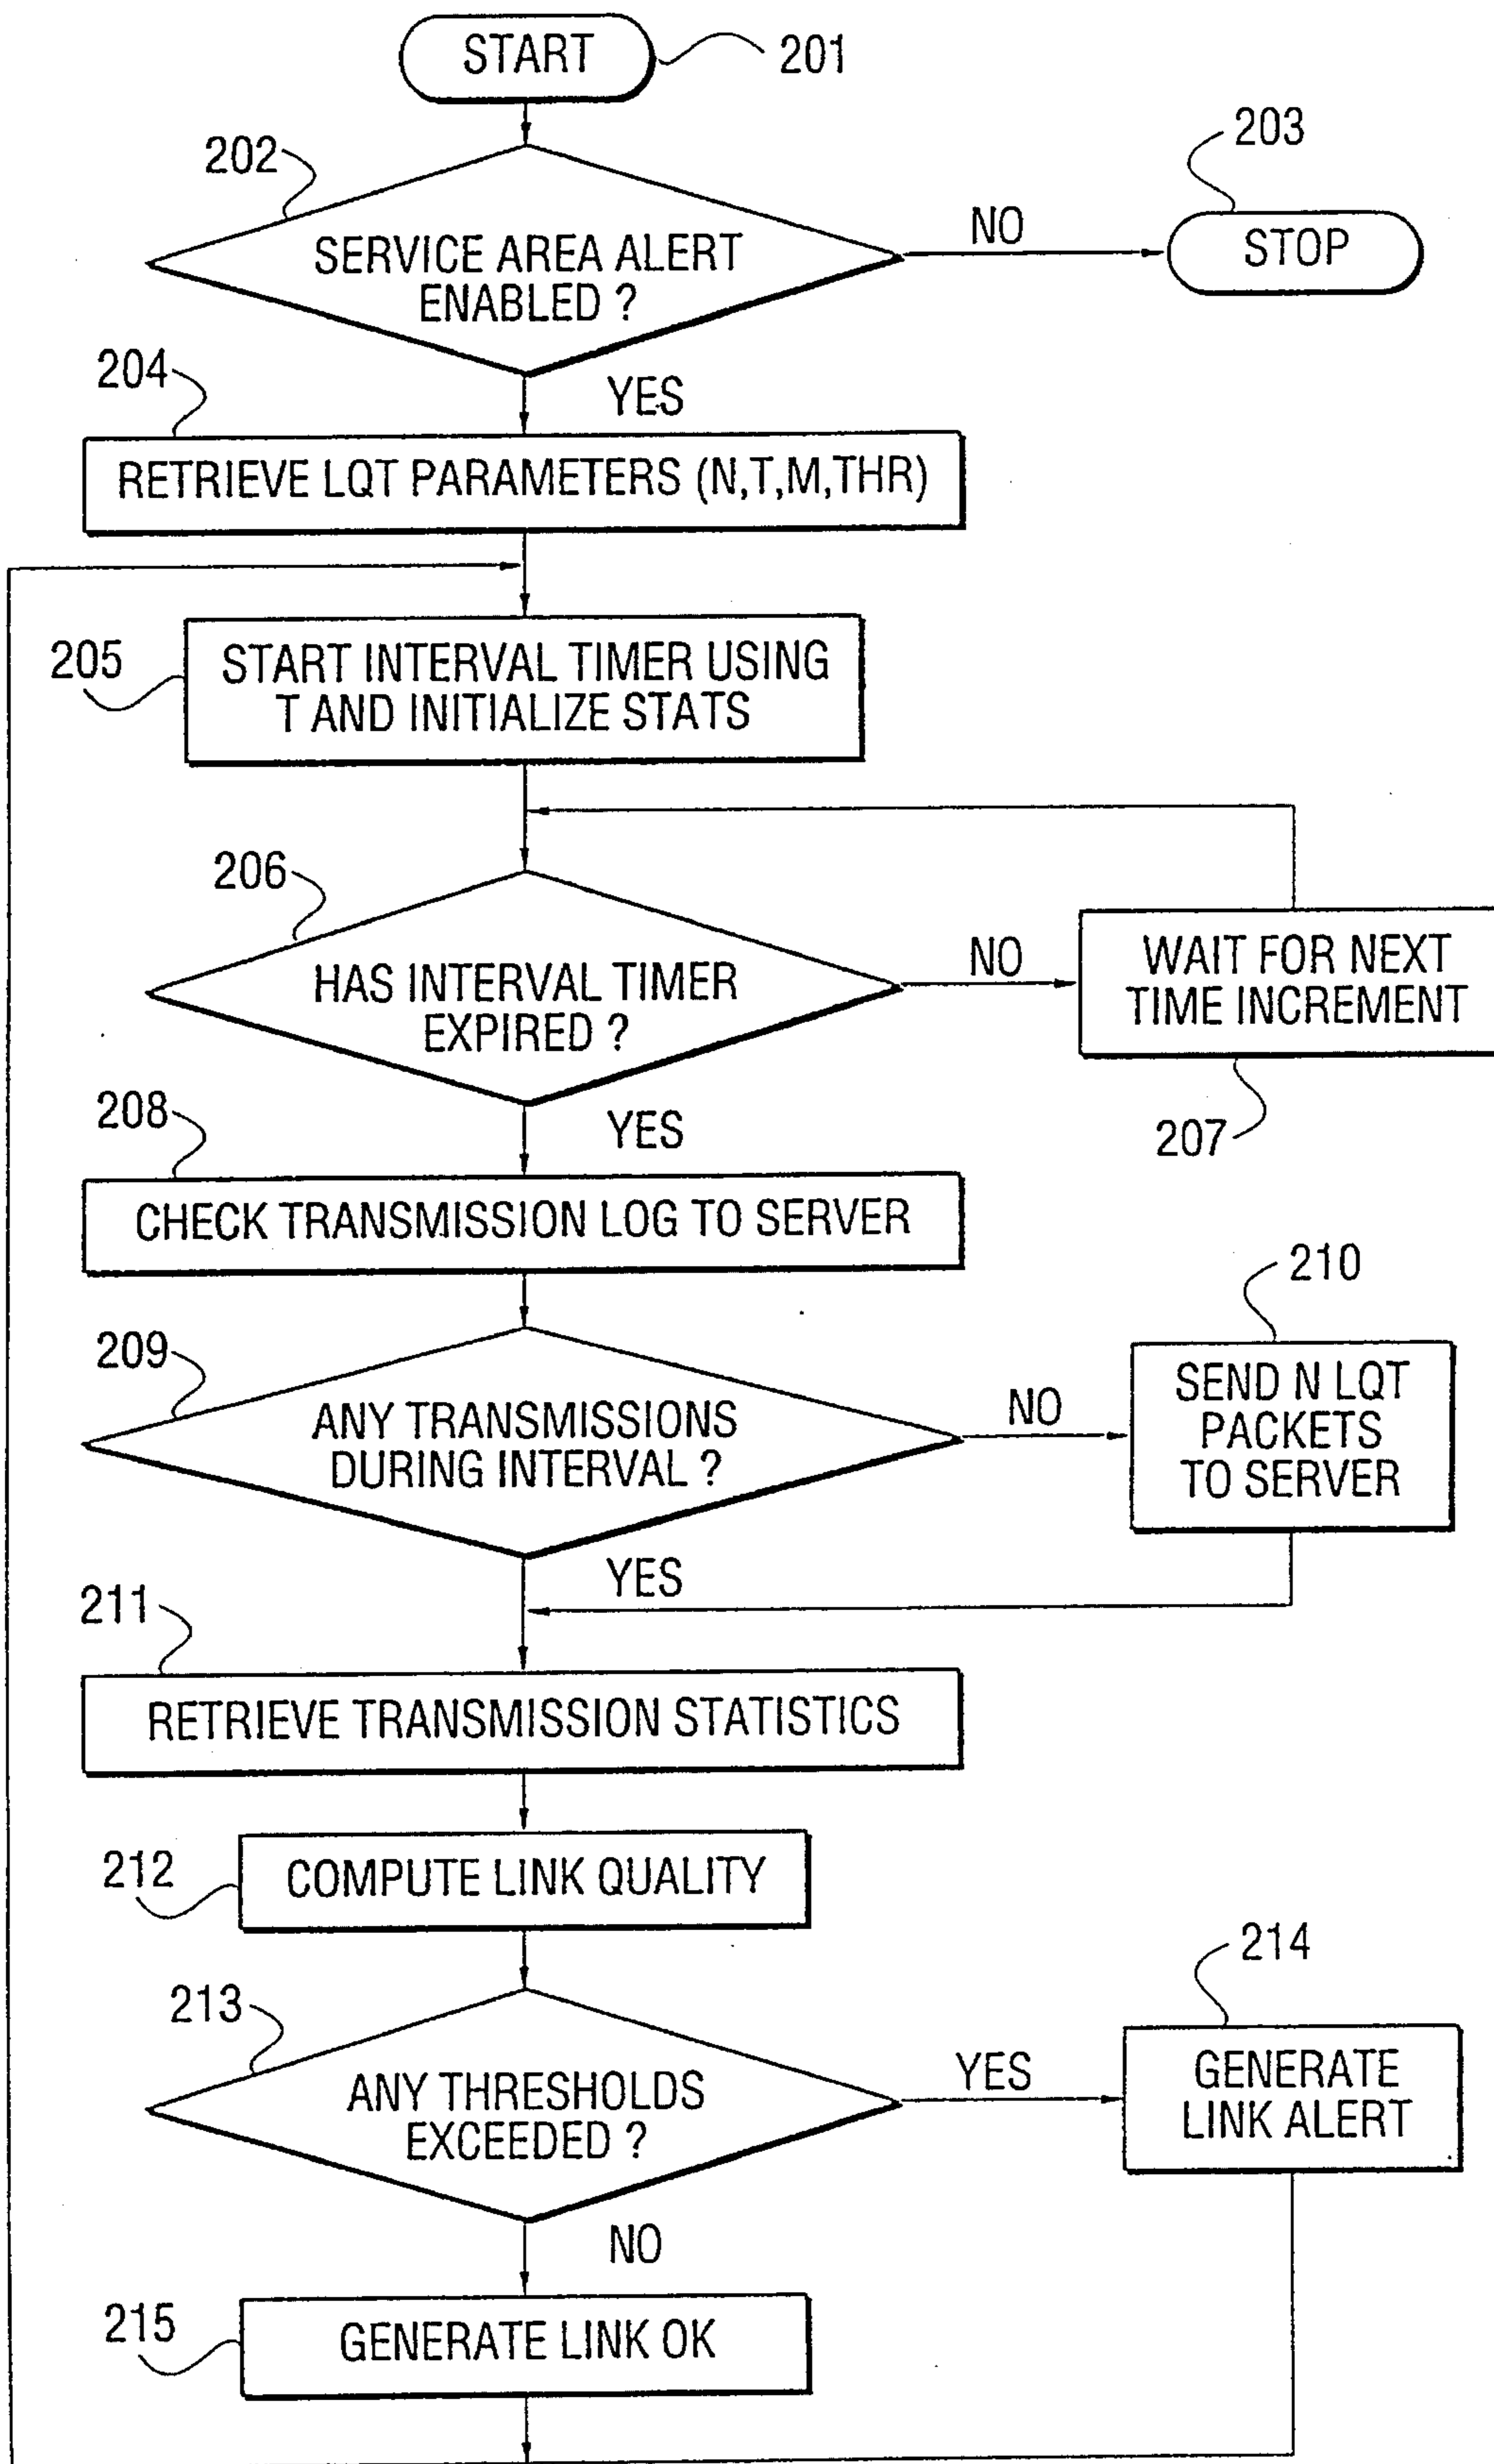 START
201
202
203
SERVICE AREA ALERT
ENABLED ?
NO
STOP
204
YES
RETRIEVE LQT PARAMETERS (N,T,M,THR)
205
START INTERVAL TIMER USING
T AND INITIALIZE STATS
206
HAS INTERVAL TIMER
EXPIRED ?
NO
WAIT FOR NEXT
TIME INCREMENT
207
208
YES
CHECK TRANSMISSION LOG TO SERVER
209
210
ANY TRANSMISSIONS
DURING INTERVAL ?
NO
SEND N LQT
PACKETS
TO SERVER
YES
211
RETRIEVE TRANSMISSION STATISTICS
212
COMPUTE LINK QUALITY
213
214
ANY THRESHOLDS
EXCEEDED ?
YES
GENERATE
LINK ALERT
NO
215
GENERATE LINK OK